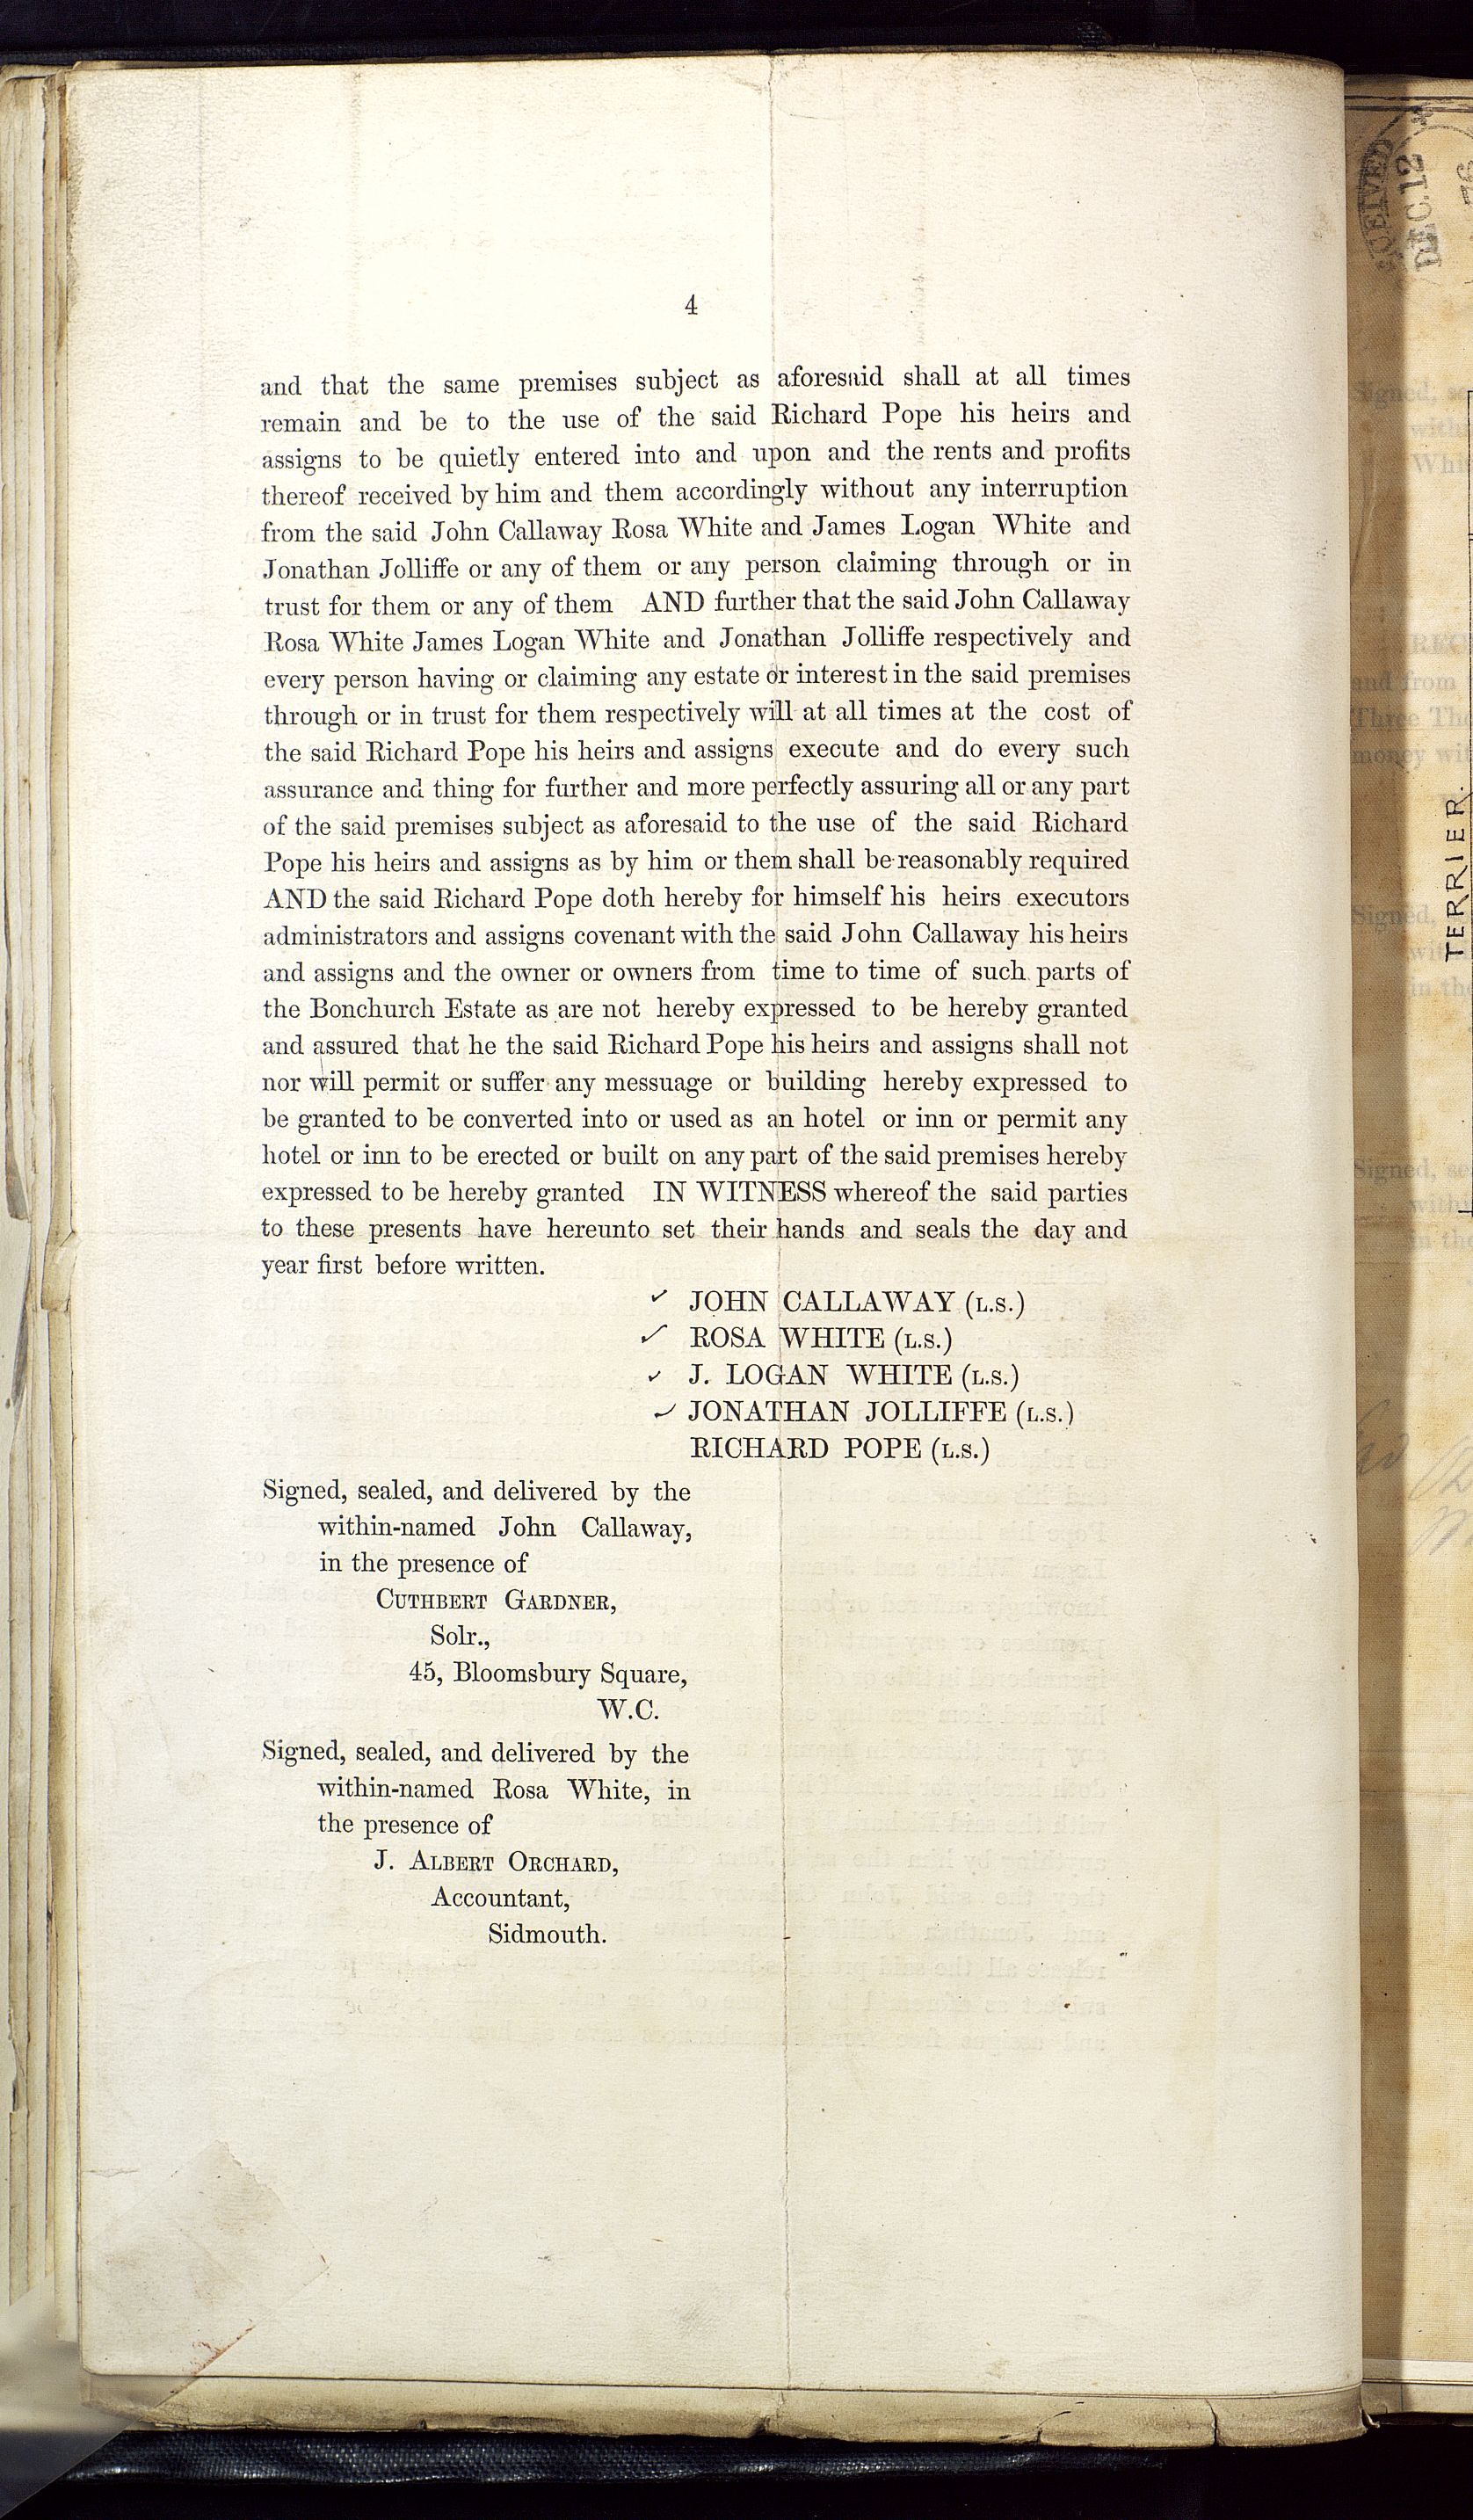 4
and that the same premises subject as aforesaid shall at all times
remain and be to the use of the said Richard Pope his heirs and
assigns to be quietly entered into and upon and the rents and profits
thereof received by him and them accordingly without any interruption
from the said John Callaway Rosa White and James Logan White and
Jonathan Jolliffe or any of them or any person claiming through or in
trust for them or any of them AND further that the said John Callaway
Rosa White James Logan White and Jonathan Jolliffe respectively and
every person having or claiming any estate or interest in the said premises
through or in trust for them respectively will at all times at the cost of
the said Richard Pope his heirs and assigns execute and do every such
assurance and thing for further and more perfectly assuring all or any part
of the said premises subject as aforesaid to the use of the said Richard
Pope his heirs and assigns as by him or them shall be reasonably required
AND the said Richard Pope doth hereby for himself his heirs executors
administrators and assigns covenant with the said John Callaway his heirs
and assigns and the owner or owners from time to time of such parts of
the Bonchurch Estate as are not hereby expressed to be hereby granted
and assured that he the said Richard Pope his heirs and assigns shall not
nor will permit or suffer any messuage or building hereby expressed to
be granted to be converted into or used as an hotel or inn or permit any
hotel or inn to be erected or built on any part of the said premises hereby
expressed to be hereby granted IN WITNESS whereof the said parties
to these presents have hereunto set their hands and seals the day and
year first before written.
✓ JOHN CALLAWAY (L.S.)
✓ ROSA WHITE (L.S.)
✓ J. LOGAN WHITE (L.S.)
✓ JONATHAN JOLLIFFE (L.S.)
RICHARD POPE (L.S.)
Signed, sealed, and delivered by the
within-named John Callaway,
in the presence of
CUTHBERT GARDNER,
Solr.,
45, Bloomsbury Square,
W.C.
Signed, sealed, and delivered by the
within-named Rosa White, in
the presence of
J. ALBERT ORCHARD,
Accountant,
Sidmouth.
DEC 12
TERRIER.
Signed, 
and from
Three
money
Signed,
in the
Signed,